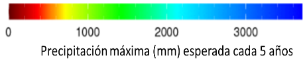 0 1000 2000 3000
Precipitación máxima (mm) esperada cada 5 años